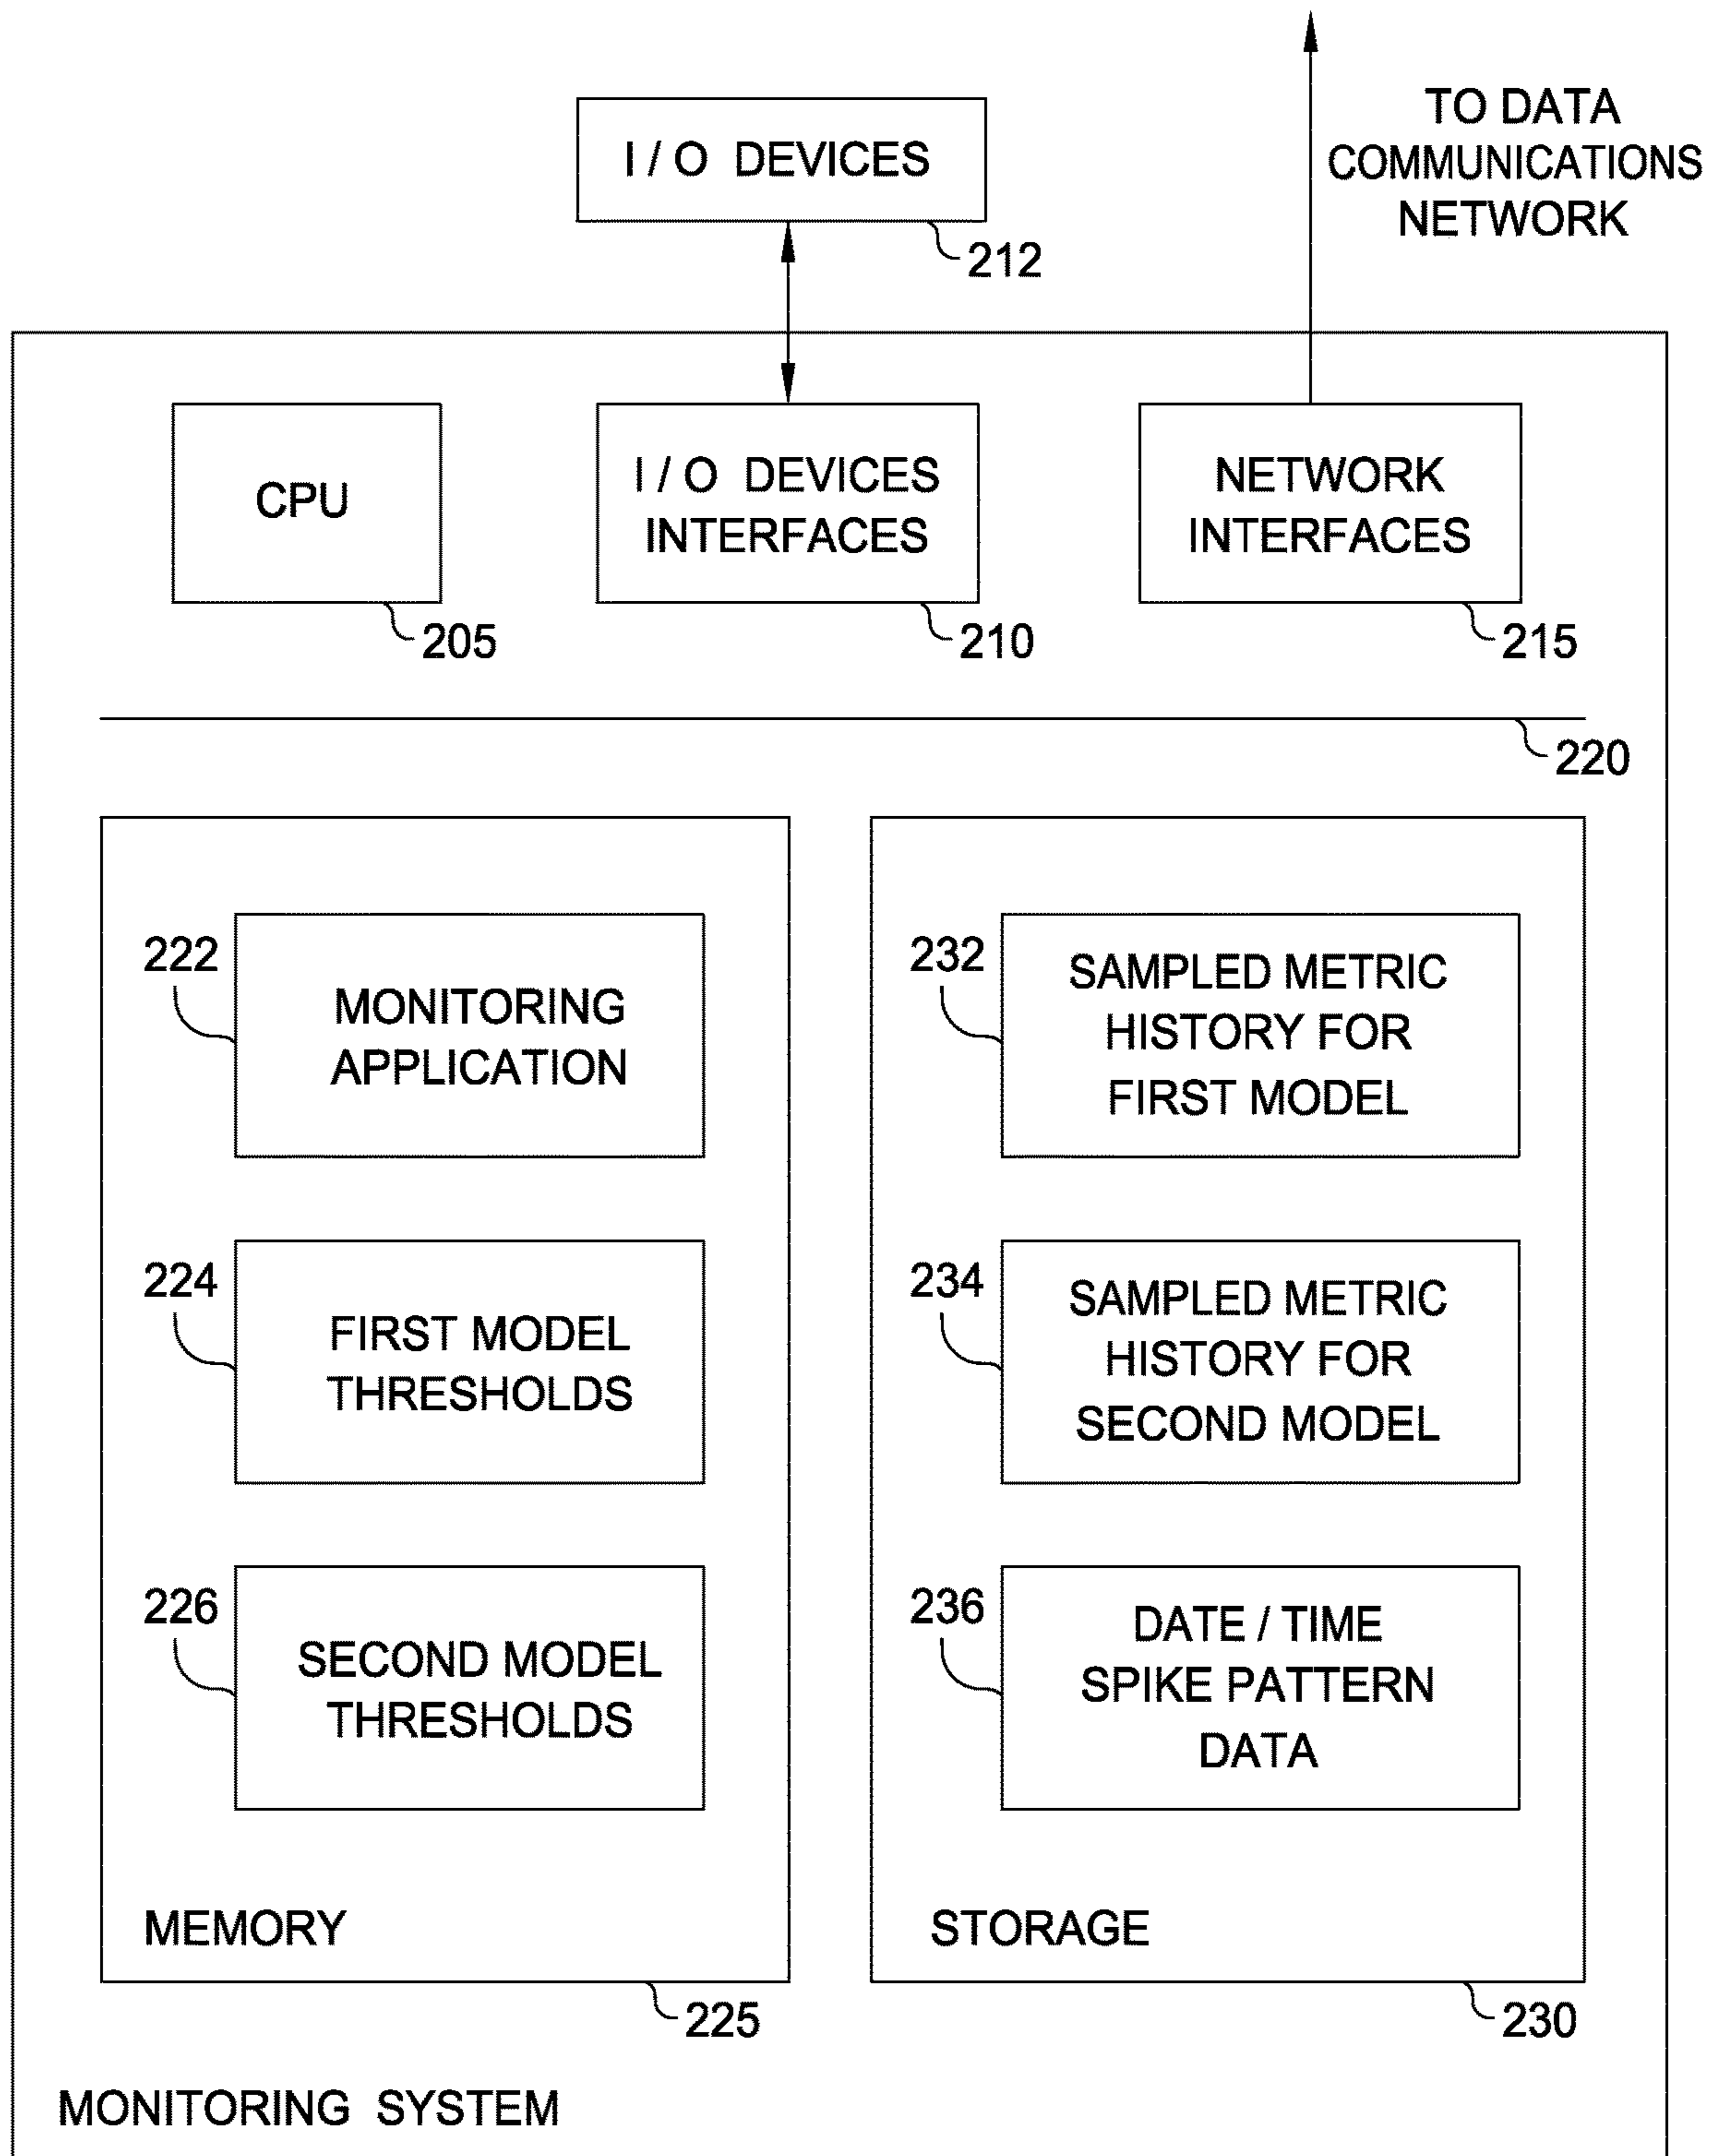 TO DATA
COMMUNICATIONS
NETWORK
I / O DEVICES
212
CPU
205
I / O DEVICES
INTERFACES
210
NETWORK
INTERFACES
215
220
222
MONITORING
APPLICATION
224
FIRST MODEL
THRESHOLDS
226
SECOND MODEL
THRESHOLDS
MEMORY
225
232
SAMPLED METRIC
HISTORY FOR
FIRST MODEL
234
SAMPLED METRIC
HISTORY FOR
SECOND MODEL
236
DATE / TIME
SPIKE PATTERN
DATA
STORAGE
230
MONITORING SYSTEM